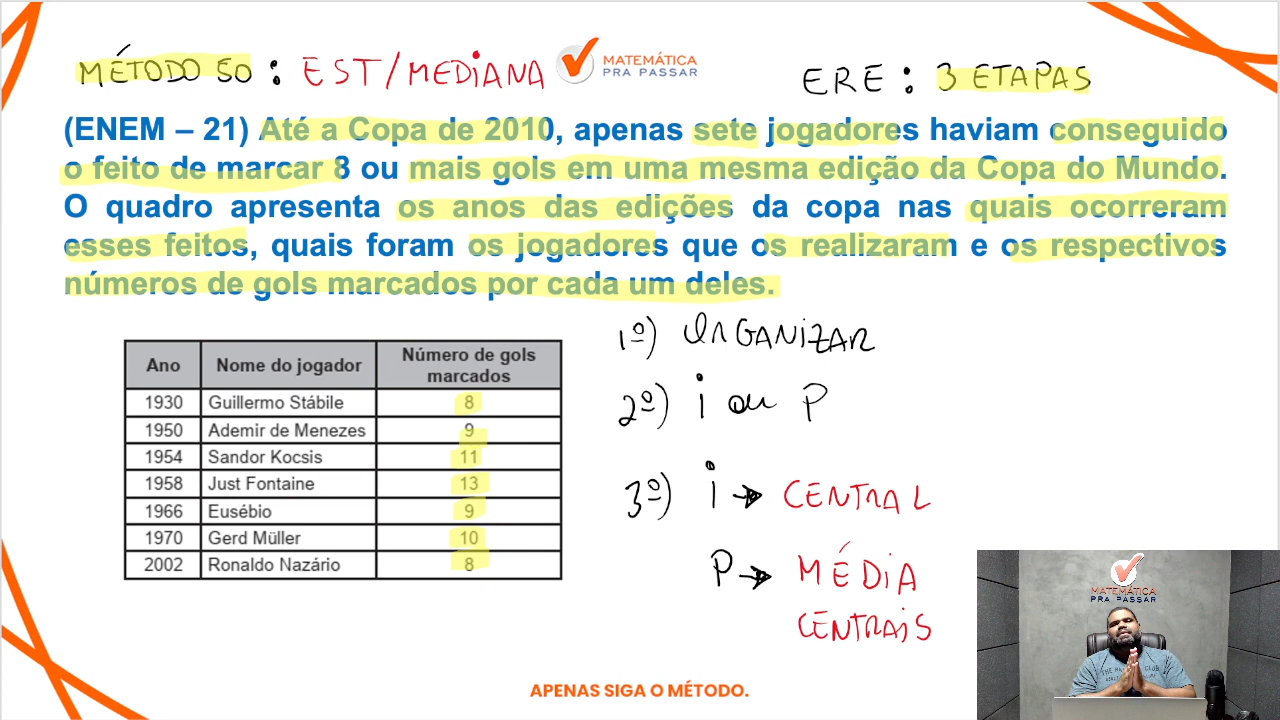 MÉTODO 50 : EST/MEDIANA
MATEMÁTICA
PRA PASSAR
ERE : 3 ETAPAS
(ENEM – 21) Até a Copa de 2010, apenas sete jogadores haviam conseguido
o feito de marcar 8 ou mais gols em uma mesma edição da Copa do Mundo.
O quadro apresenta os anos das edições da copa nas quais ocorreram
esses feitos, quais foram os jogadores que os realizaram e os respectivos
números de gols marcados por cada um deles.
Ano Nome do jogador Número de gols
marcados
1930 Guillermo Stábile 8
1950 Ademir de Menezes 9
1954 Sandor Kocsis 11
1958 Just Fontaine 13
1966 Eusébio 9
1970 Gerd Müller 10
2002 Ronaldo Nazário 8
1º) ORGANIZAR
2º) i ou P
3º) i → CENTRAL
P → MÉDIA
CENTRAIS
MATEMÁTICA
PRA PASSAR
APENAS SIGA O MÉTODO.